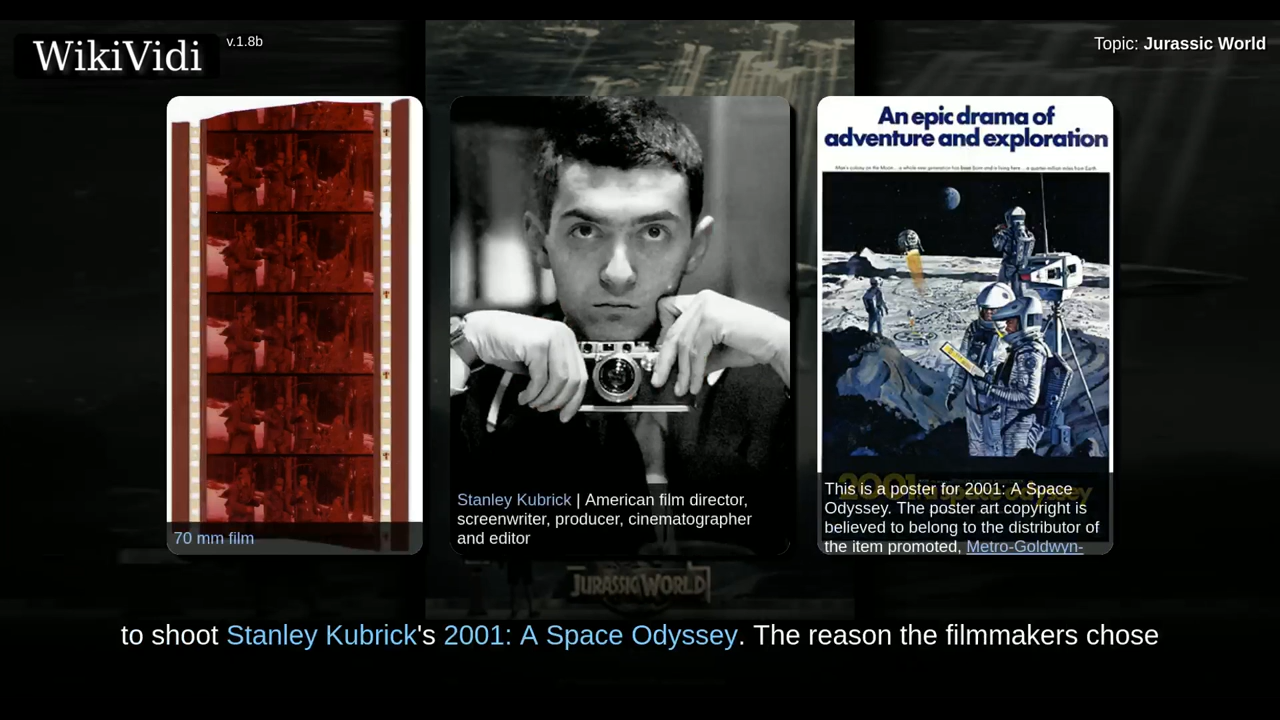 WikiVidi
v.1.8b
Topic: Jurassic World
An epic drama of
adventure and exploration
70 mm film
Stanley Kubrick | American film director,
screenwriter, producer, cinematographer
and editor
This is a poster for 2001: A Space
Odyssey. The poster art copyright is
believed to belong to the distributor of
the item promoted, Metro-Goldwyn-
JURASSIC WORLD
to shoot Stanley Kubrick's 2001: A Space Odyssey. The reason the filmmakers chose